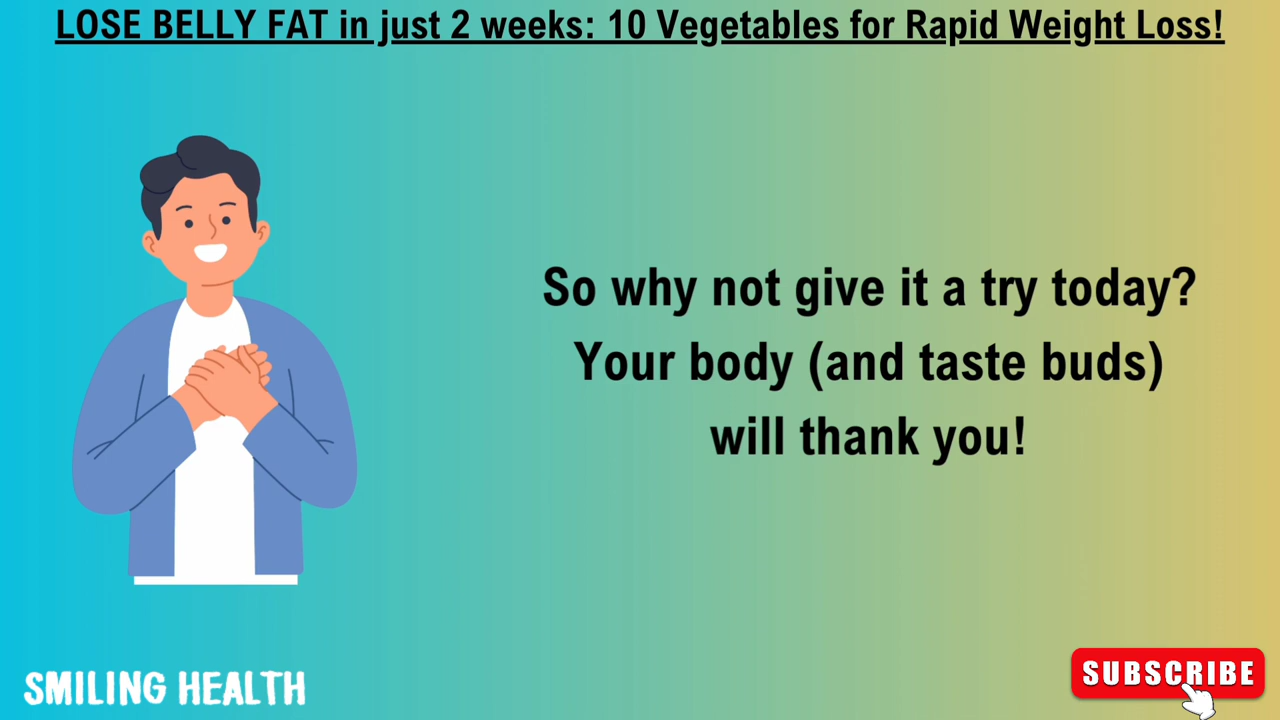 LOSE BELLY FAT in just 2 weeks: 10 Vegetables for Rapid Weight Loss!
So why not give it a try today?
Your body (and taste buds)
will thank you!
SMILING HEALTH
SUBSCRIBE